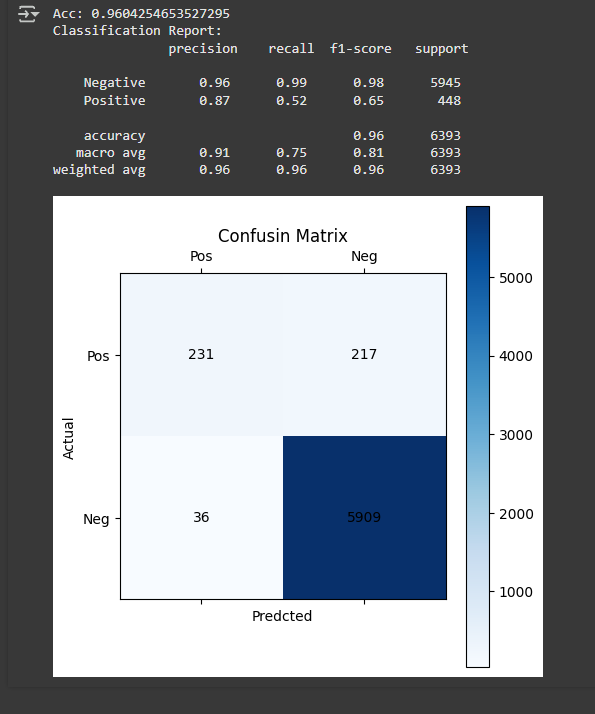 Acc: 0.9604254653527295
Classification Report:
precision recall f1-score support
Negative 0.96 0.99 0.98 5945
Positive 0.87 0.52 0.65 448
accuracy 0.96 6393
macro avg 0.91 0.75 0.81 6393
weighted avg 0.96 0.96 0.96 6393
Confusin Matrix
Pos Neg
Pos 231 217
Neg 36 5909
Actual
Predcted
5000
4000
3000
2000
1000